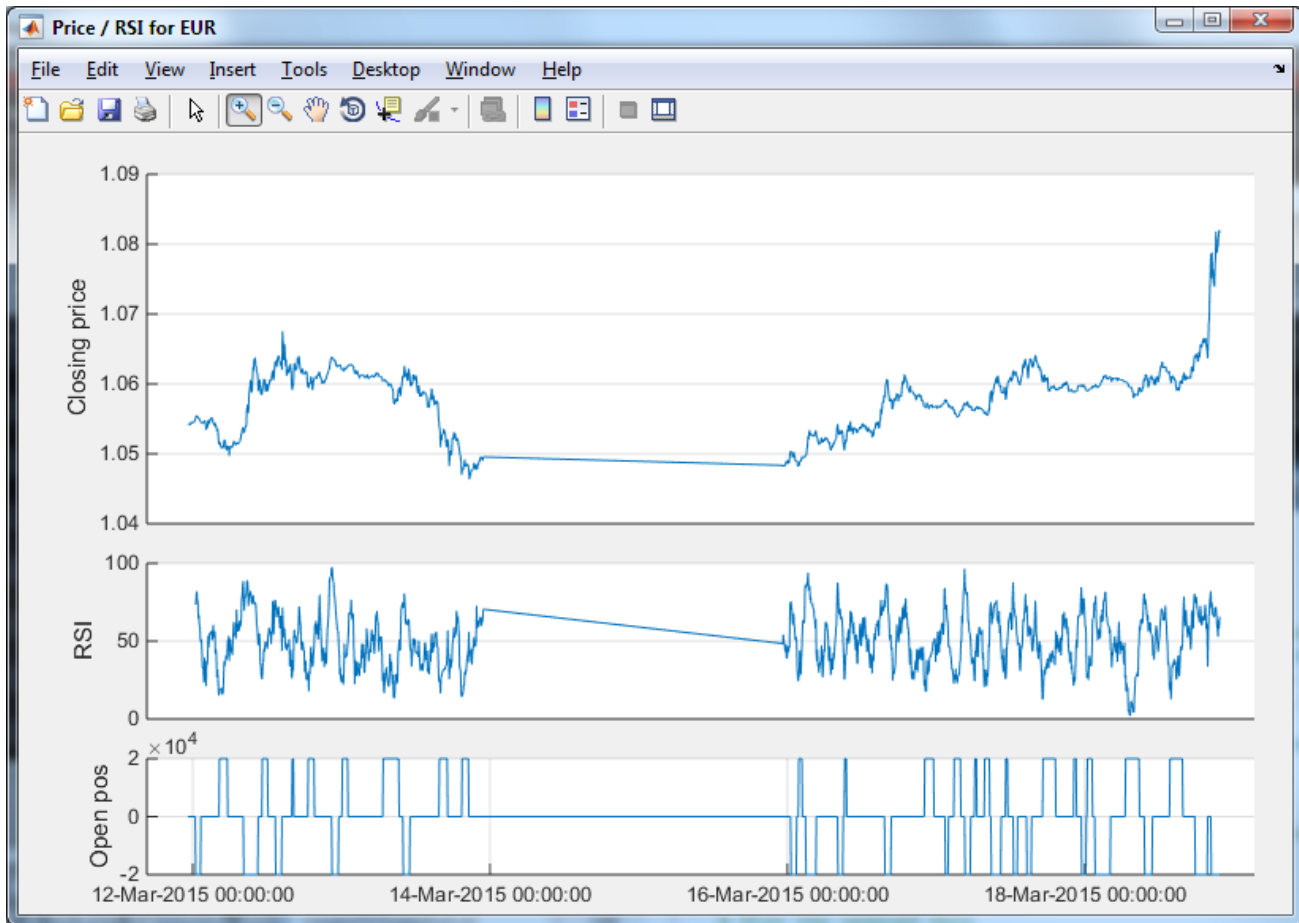 Price / RSI for EUR
File Edit View Insert Tools Desktop Window Help
1.09
1.08
1.07
1.06
1.05
1.04
Closing price
100
50
0
RSI
×10⁴
2
0
-2
Open pos
12-Mar-2015 00:00:00 14-Mar-2015 00:00:00 16-Mar-2015 00:00:00 18-Mar-2015 00:00:00